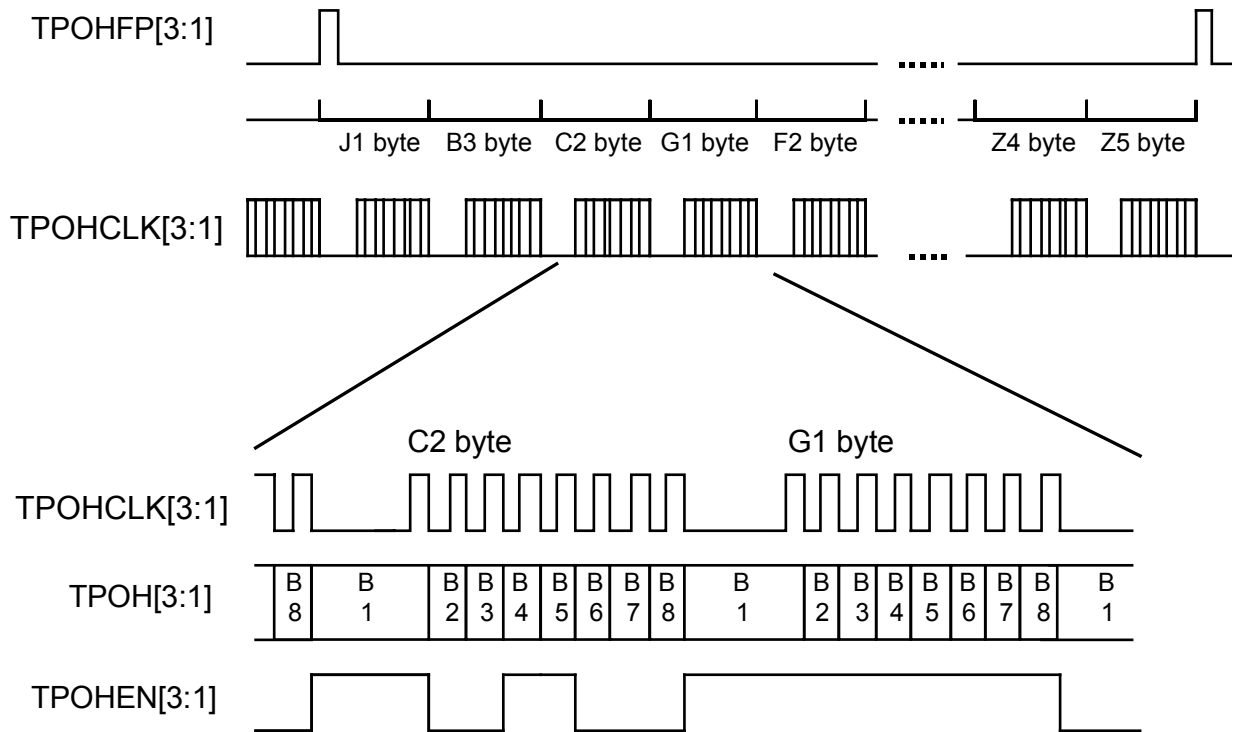 TPOHFP[3:1]
J1 byte B3 byte C2 byte G1 byte F2 byte Z4 byte Z5 byte
TPOHCLK[3:1]
C2 byte G1 byte
TPOHCLK[3:1]
TPOH[3:1] B8 B1 B2 B3 B4 B5 B6 B7 B8 B1 B2 B3 B4 B5 B6 B7 B8 B1
TPOHEN[3:1]